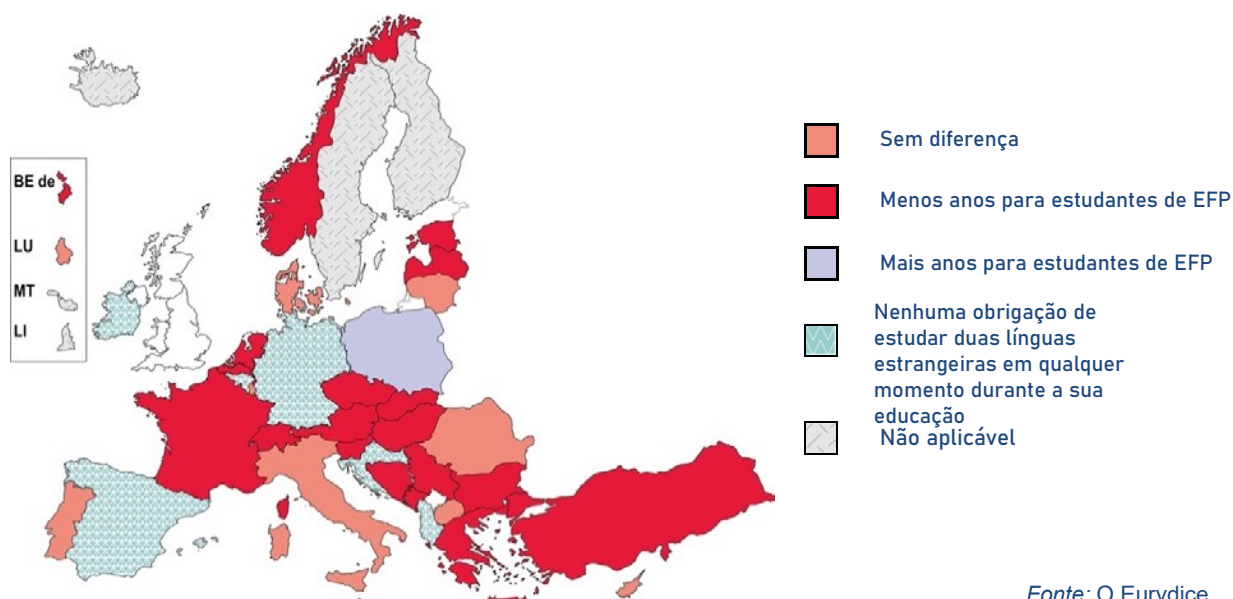 BE de
LU
MT
LI
Sem diferença
Menos anos para estudantes de EFP
Mais anos para estudantes de EFP
Nenhuma obrigação de
estudar duas línguas
estrangeiras em qualquer
momento durante a sua
educação
Não aplicável
Fonte: O Eurydice